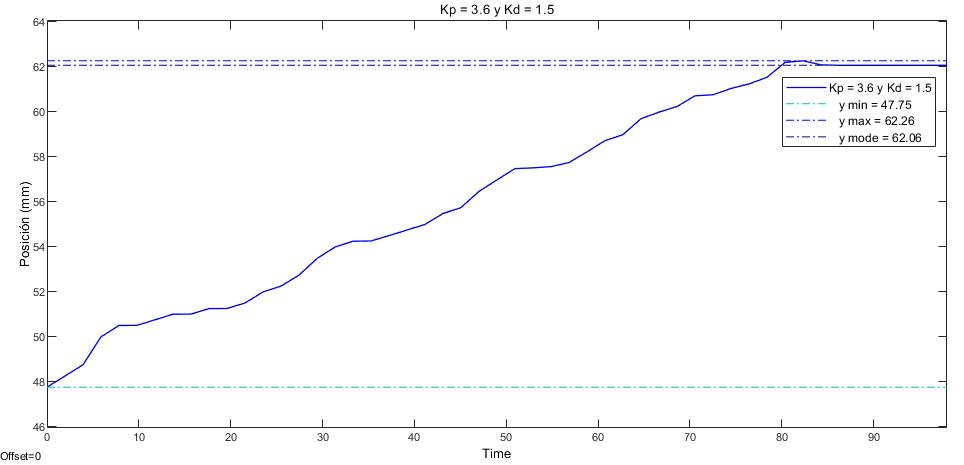 Kp = 3.6 y Kd = 1.5
64
62
60
58
56
54
52
50
48
46
Posición (mm)
Kp = 3.6 y Kd = 1.5
y min = 47.75
y max = 62.26
y mode = 62.06
0 10 20 30 40 50 60 70 80 90
Time
Offset=0